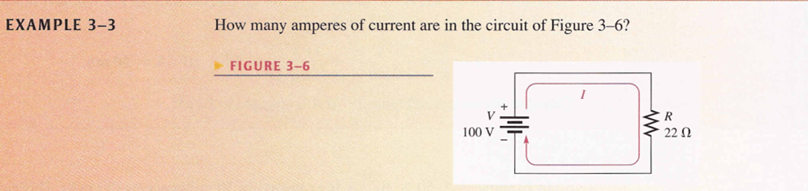 EXAMPLE 3–3
How many amperes of current are in the circuit of Figure 3–6?
FIGURE 3–6
I
+
V
100 V
–
R
22 Ω